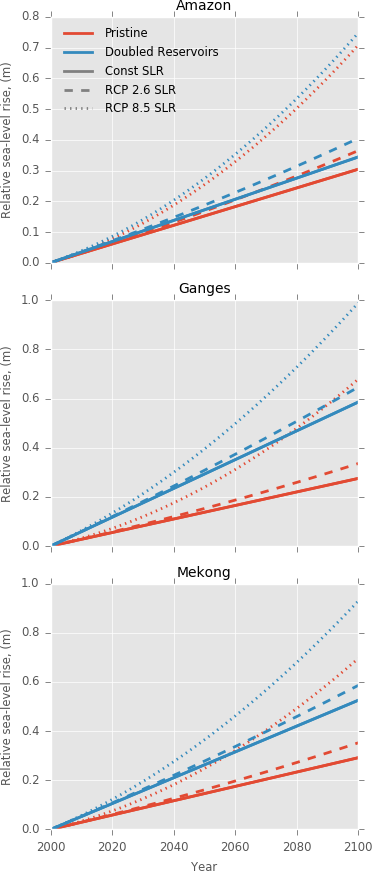 Amazon
0.8
0.7
0.6
0.5
0.4
0.3
0.2
0.1
0.0
Relative sea-level rise, (m)
Pristine
Doubled Reservoirs
Const SLR
RCP 2.6 SLR
RCP 8.5 SLR
Ganges
1.0
0.8
0.6
0.4
0.2
0.0
Relative sea-level rise, (m)
Mekong
1.0
0.8
0.6
0.4
0.2
0.0
Relative sea-level rise, (m)
2000 2020 2040 2060 2080 2100
Year